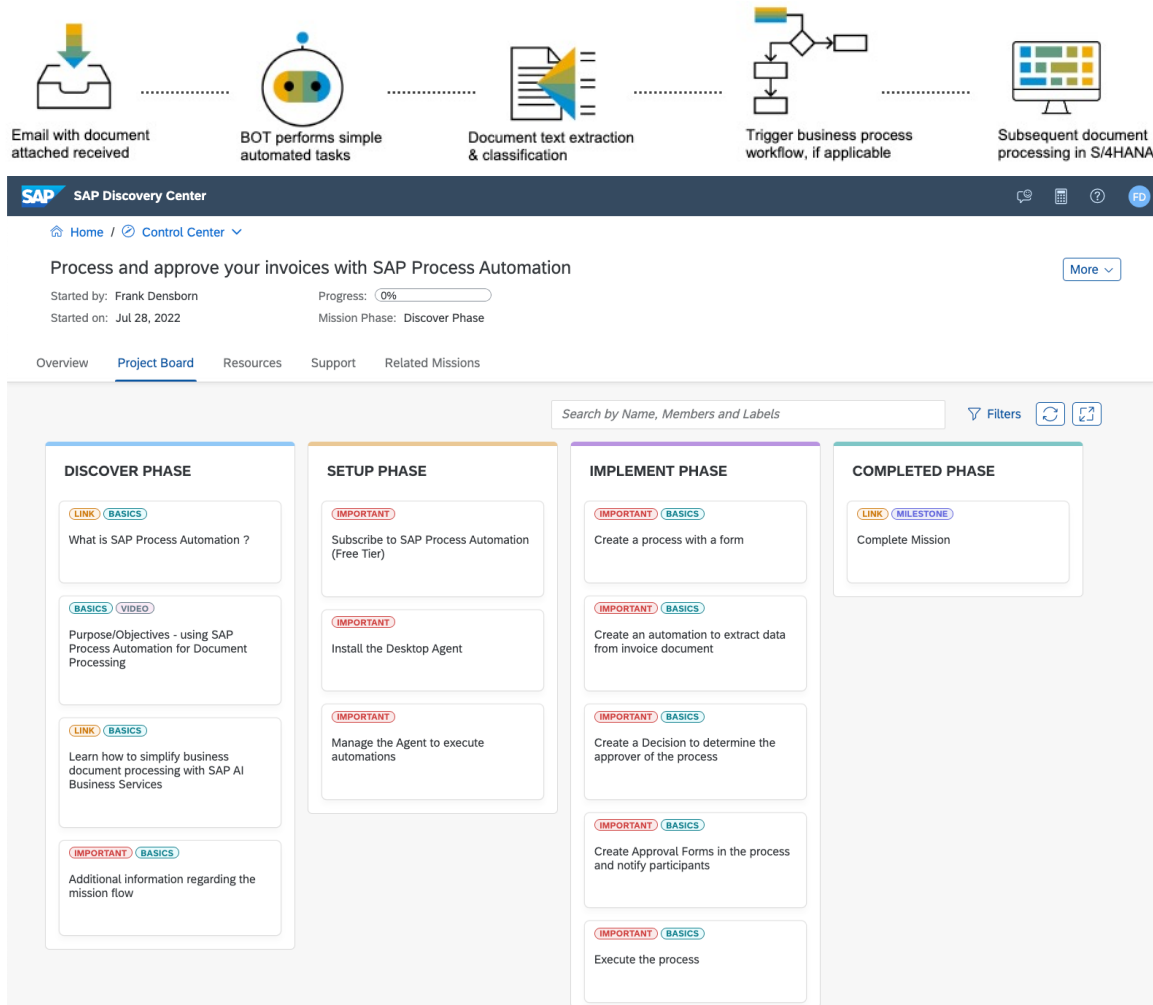 Email with document
attached received
BOT performs simple
automated tasks
Document text extraction
& classification
Trigger business process
workflow, if applicable
Subsequent document
processing in S/4HANA
SAP SAP Discovery Center
FD
Home / Control Center
Process and approve your invoices with SAP Process Automation
More
Started by: Frank Densborn
Progress: 0%
Started on: Jul 28, 2022
Mission Phase: Discover Phase
Overview Project Board Resources Support Related Missions
Search by Name, Members and Labels
Filters
DISCOVER PHASE
LINK BASICS
What is SAP Process Automation ?
BASICS VIDEO
Purpose/Objectives - using SAP
Process Automation for Document
Processing
LINK BASICS
Learn how to simplify business
document processing with SAP AI
Business Services
IMPORTANT BASICS
Additional information regarding the
mission flow
SETUP PHASE
IMPORTANT
Subscribe to SAP Process Automation
(Free Tier)
IMPORTANT
Install the Desktop Agent
IMPORTANT
Manage the Agent to execute
automations
IMPLEMENT PHASE
IMPORTANT BASICS
Create a process with a form
IMPORTANT BASICS
Create an automation to extract data
from invoice document
IMPORTANT BASICS
Create a Decision to determine the
approver of the process
IMPORTANT BASICS
Create Approval Forms in the process
and notify participants
IMPORTANT BASICS
Execute the process
COMPLETED PHASE
LINK MILESTONE
Complete Mission